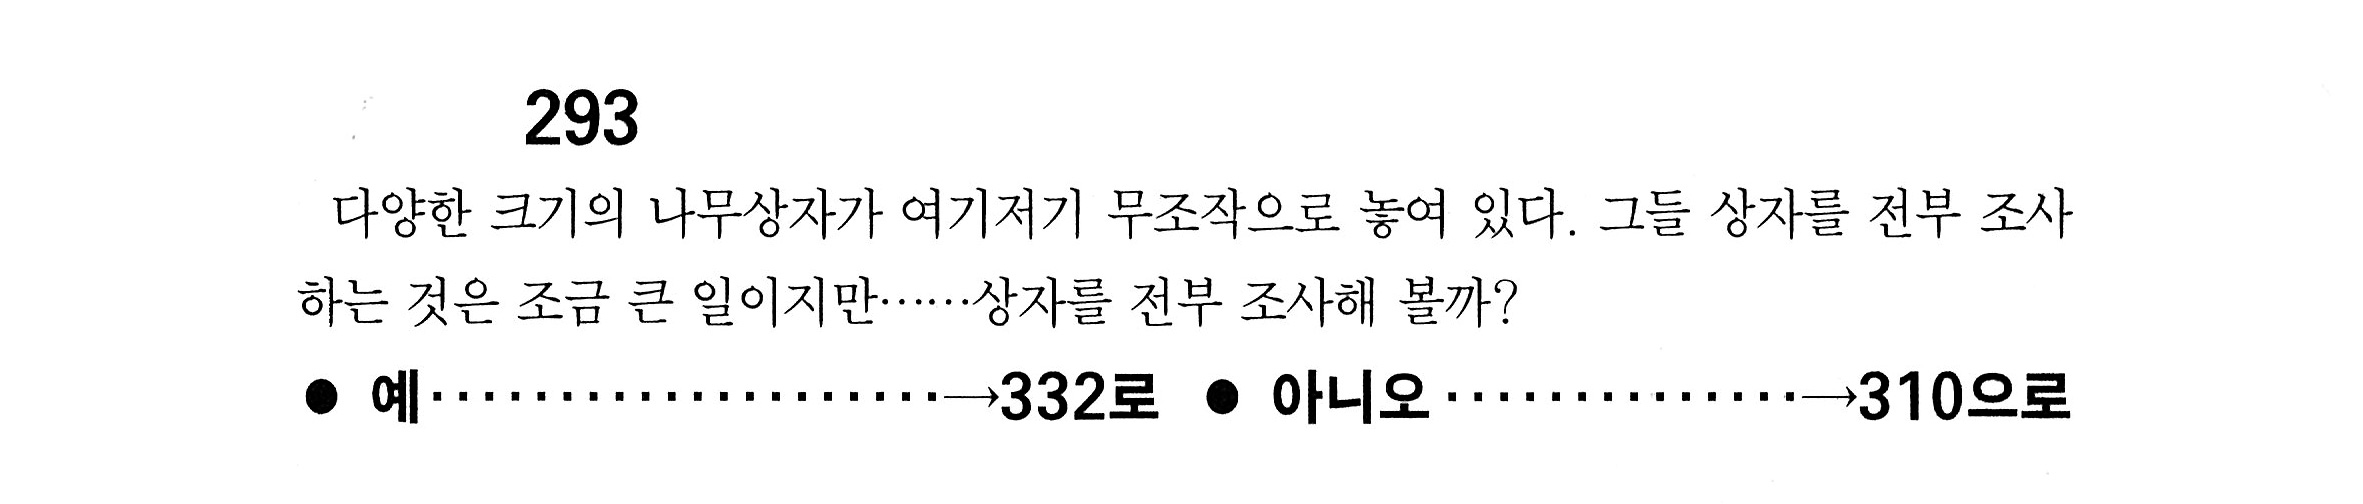 293
다양한 크기의 나무상자가 여기저기 무조작으로 놓여 있다. 그들 상자를 전부 조사
하는 것은 조금 큰 일이지만……상자를 전부 조사해 볼까?
● 예····················→332로 ● 아니오··············→310으로